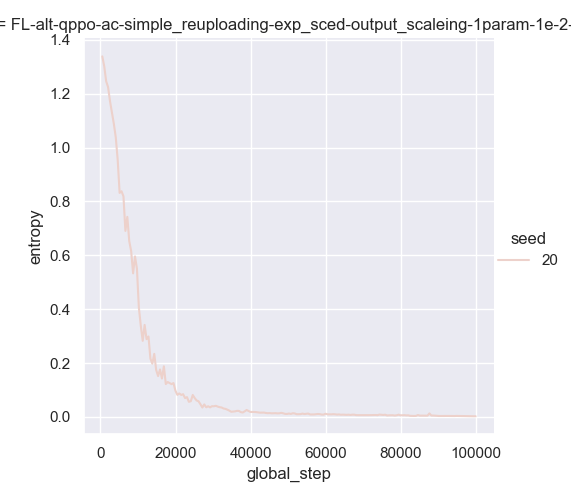 = FL-alt-qppo-ac-simple_reuploading-exp_sced-output_scaleing-1param-1e-2-
1.4
1.2
1.0
0.8
0.6
0.4
0.2
0.0
entropy
0 20000 40000 60000 80000 100000
global_step
seed
20